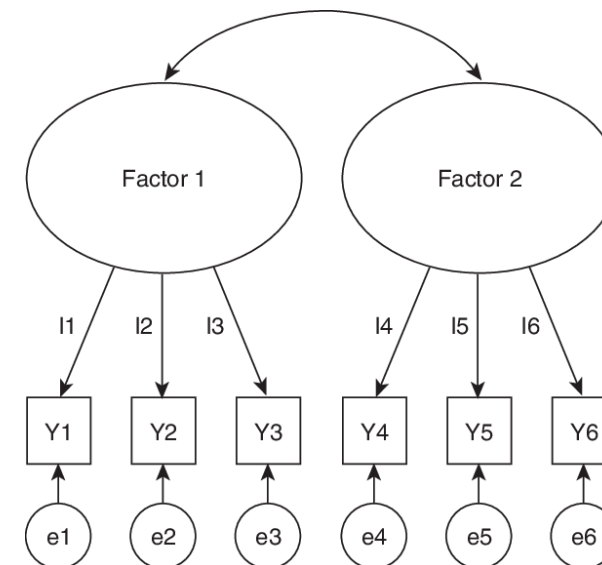 Factor 1 Factor 2
l1 l2 l3 l4 l5 l6
Y1 Y2 Y3 Y4 Y5 Y6
e1 e2 e3 e4 e5 e6